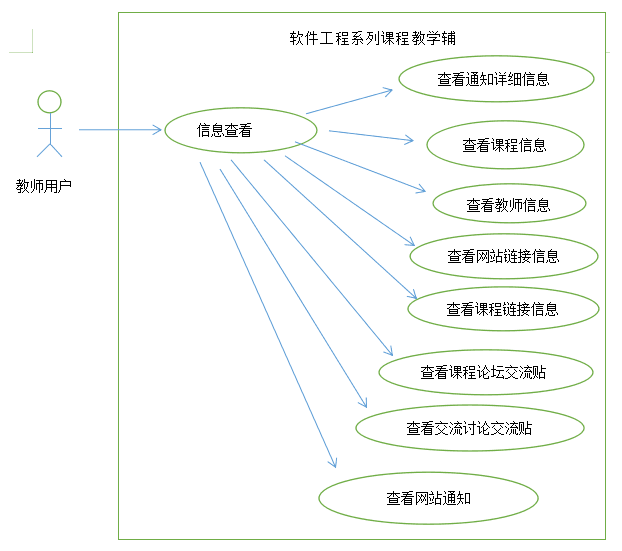 软件工程系列课程教学辅
查看通知详细信息
信息查看
查看课程信息
教师用户
查看教师信息
查看网站链接信息
查看课程链接信息
查看课程论坛交流贴
查看交流讨论交流贴
查看网站通知